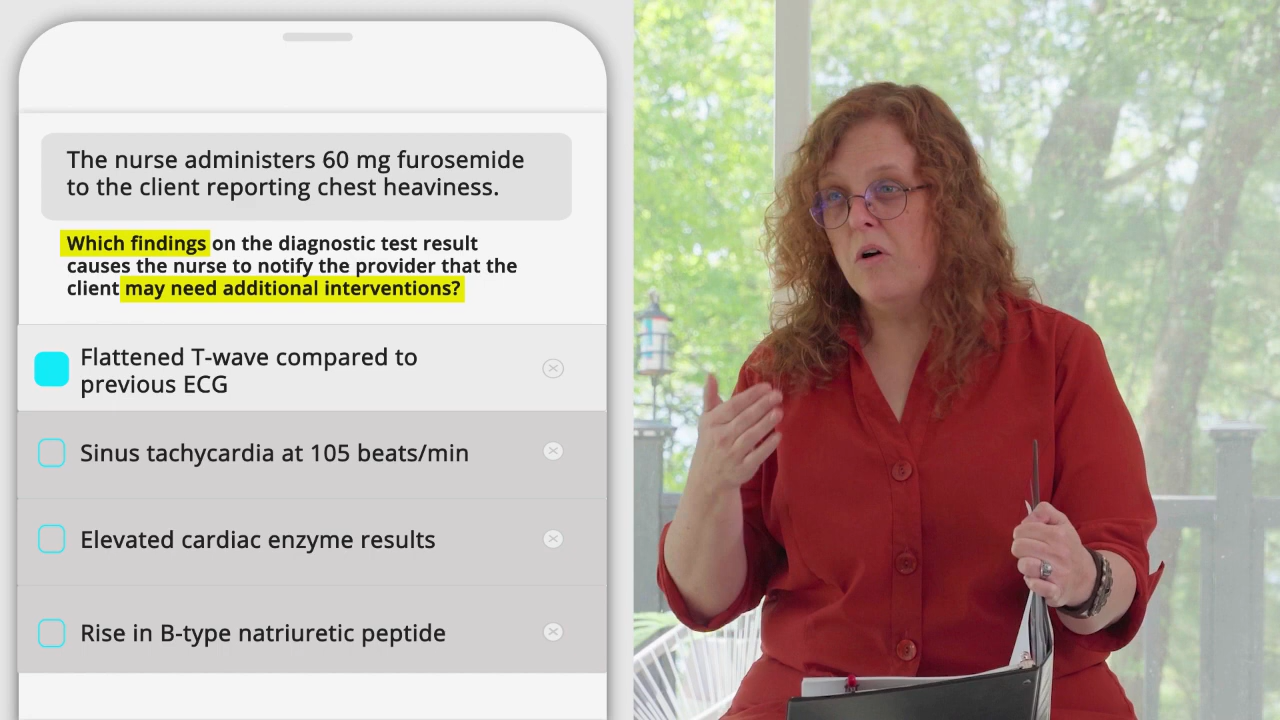 The nurse administers 60 mg furosemide
to the client reporting chest heaviness.
Which findings on the diagnostic test result
causes the nurse to notify the provider that the
client may need additional interventions?
Flattened T-wave compared to
previous ECG
Sinus tachycardia at 105 beats/min
Elevated cardiac enzyme results
Rise in B-type natriuretic peptide